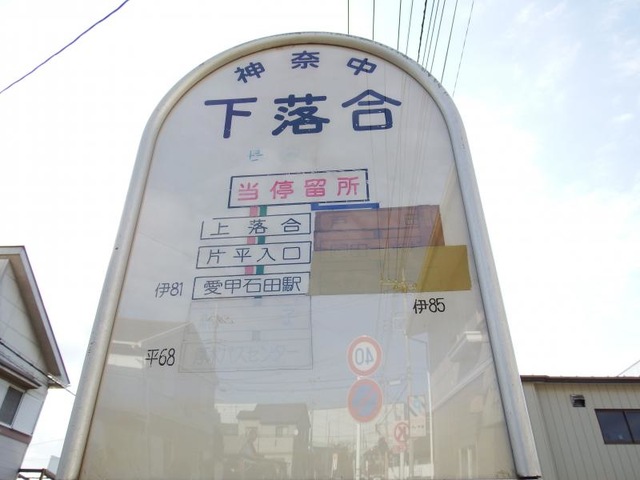 神奈中
下落合
当停留所
上落合
片平入口
伊81 愛甲石田駅
伊85
平68
40